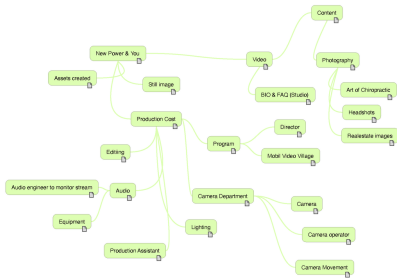 Content
New Power & You
Video
Photography
Assets created
Still image
BIO & FAQ (Studio)
Art of Chiropractic
Headshots
Realestate images
Production Cost
Director
Program
Mobil Video Village
Editiing
Audio engineer to monitor stream
Audio
Camera Department
Camera
Equipment
Lighting
Camera operator
Production Assistant
Camera Movement